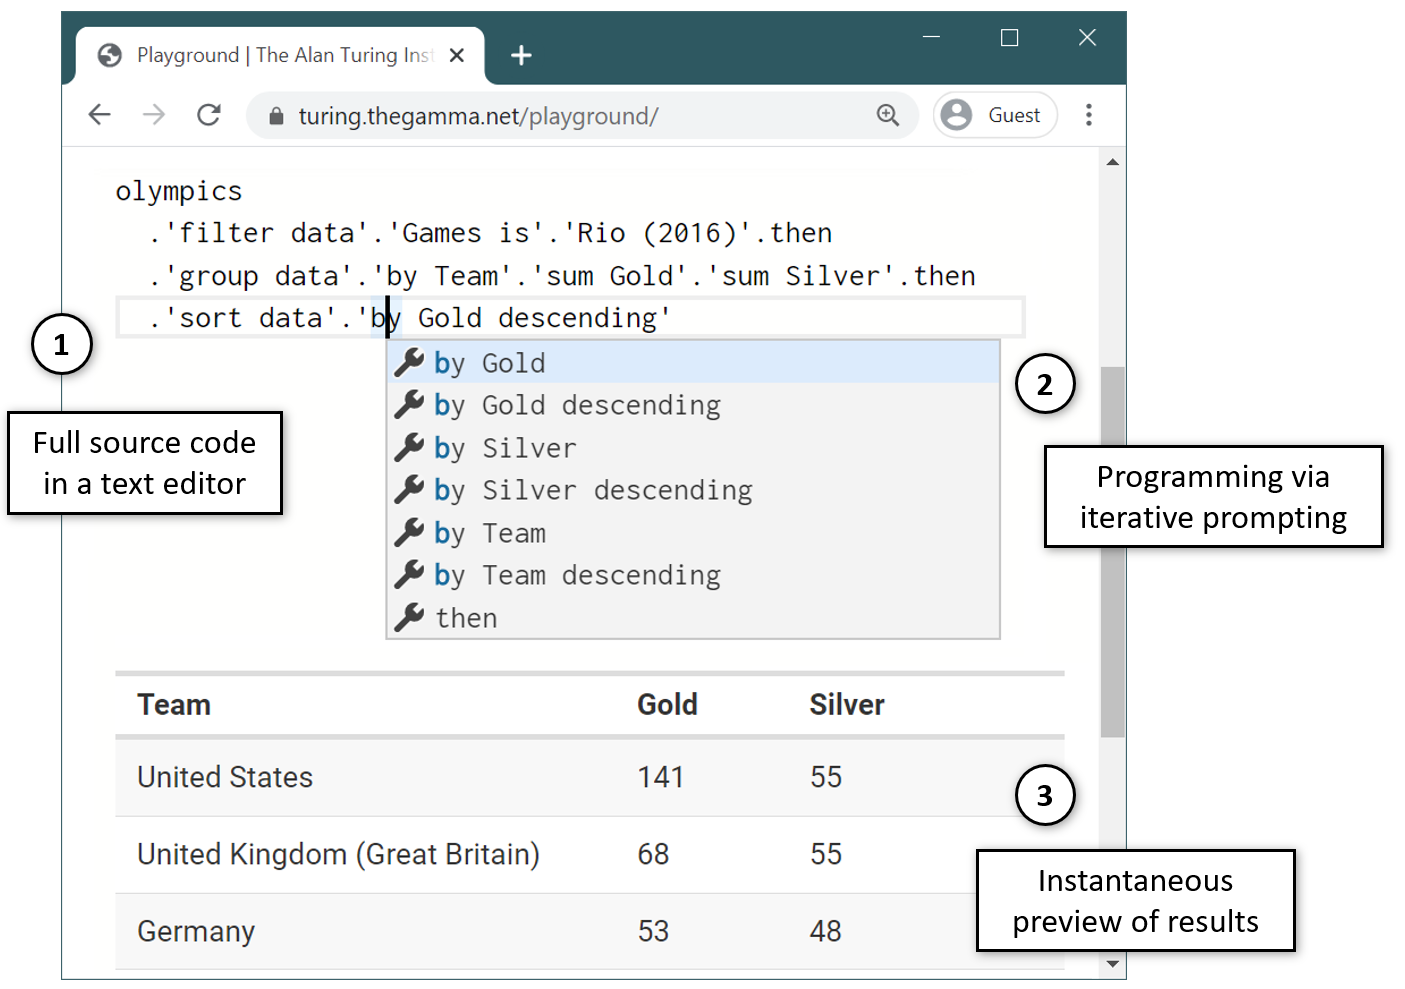 Playground | The Alan Turing Inst
turing.thegamma.net/playground/
Guest
olympics
.'filter data'.'Games is'.'Rio (2016)'.then
.'group data'.'by Team'.'sum Gold'.'sum Silver'.then
.'sort data'.'by Gold descending'
1
Full source code
in a text editor
by Gold
by Gold descending
by Silver
by Silver descending
by Team
by Team descending
then
2
Programming via
iterative prompting
Team Gold Silver
United States 141 55
United Kingdom (Great Britain) 68 55
Germany 53 48
3
Instantaneous
preview of results